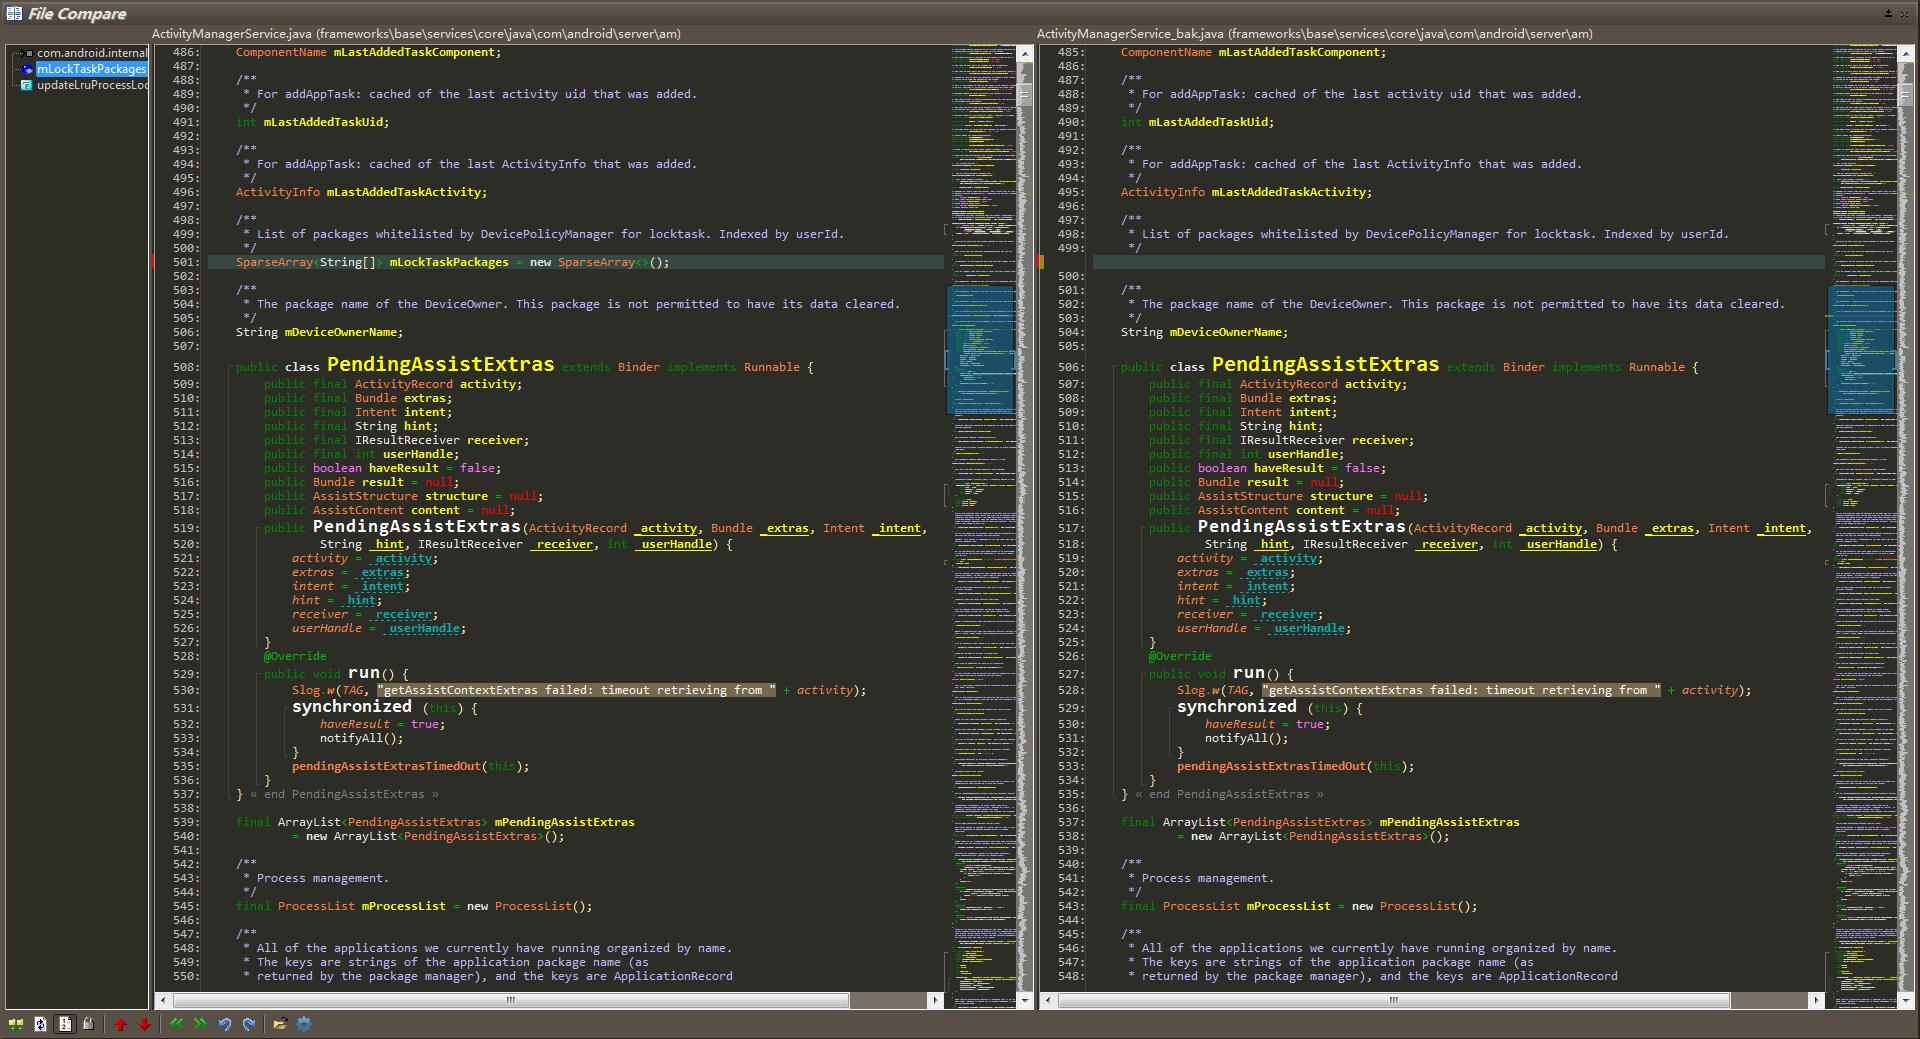 File Compare
ActivityManagerService.java (frameworks\base\services\core\java\com\android\server\am)
com.android.internal
mLockTaskPackages
updateLruProcessLoc
486: ComponentName mLastAddedTaskComponent;
487:
488: /**
489: * For addAppTask: cached of the last activity uid that was added.
490: */
491: int mLastAddedTaskUid;
492:
493: /**
494: * For addAppTask: cached of the last ActivityInfo that was added.
495: */
496: ActivityInfo mLastAddedTaskActivity;
497:
498: /**
499: * List of packages whitelisted by DevicePolicyManager for locktask. Indexed by userId.
500: */
501: SparseArray<String[]> mLockTaskPackages = new SparseArray<>();
502:
503: /**
504: * The package name of the DeviceOwner. This package is not permitted to have its data cleared.
505: */
506: String mDeviceOwnerName;
507:
508: public class PendingAssistExtras extends Binder implements Runnable {
509: public final ActivityRecord activity;
510: public final Bundle extras;
511: public final Intent intent;
512: public final String hint;
513: public final IResultReceiver receiver;
514: public final int userHandle;
515: public boolean haveResult = false;
516: public Bundle result = null;
517: public AssistStructure structure = null;
518: public AssistContent content = null;
519: public PendingAssistExtras(ActivityRecord _activity, Bundle _extras, Intent _intent,
520: String _hint, IResultReceiver _receiver, int _userHandle) {
521: activity = _activity;
522: extras = _extras;
523: intent = _intent;
524: hint = _hint;
525: receiver = _receiver;
526: userHandle = _userHandle;
527: }
528: @Override
529: public void run() {
530: Slog.w(TAG, "getAssistContextExtras failed: timeout retrieving from " + activity);
531: synchronized (this) {
532: haveResult = true;
533: notifyAll();
534: }
535: pendingAssistExtrasTimedOut(this);
536: }
537: } « end PendingAssistExtras »
538:
539: final ArrayList<PendingAssistExtras> mPendingAssistExtras
540: = new ArrayList<PendingAssistExtras>();
541:
542: /**
543: * Process management.
544: */
545: final ProcessList mProcessList = new ProcessList();
546:
547: /**
548: * All of the applications we currently have running organized by name.
549: * The keys are strings of the application package name (as
550: * returned by the package manager), and the keys are ApplicationRecord
ActivityManagerService_bak.java (frameworks\base\services\core\java\com\android\server\am)
485: ComponentName mLastAddedTaskComponent;
486:
487: /**
488: * For addAppTask: cached of the last activity uid that was added.
489: */
490: int mLastAddedTaskUid;
491:
492: /**
493: * For addAppTask: cached of the last ActivityInfo that was added.
494: */
495: ActivityInfo mLastAddedTaskActivity;
496:
497: /**
498: * List of packages whitelisted by DevicePolicyManager for locktask. Indexed by userId.
499: */
500:
501: /**
502: * The package name of the DeviceOwner. This package is not permitted to have its data cleared.
503: */
504: String mDeviceOwnerName;
505:
506: public class PendingAssistExtras extends Binder implements Runnable {
507: public final ActivityRecord activity;
508: public final Bundle extras;
509: public final Intent intent;
510: public final String hint;
511: public final IResultReceiver receiver;
512: public final int userHandle;
513: public boolean haveResult = false;
514: public Bundle result = null;
515: public AssistStructure structure = null;
516: public AssistContent content = null;
517: public PendingAssistExtras(ActivityRecord _activity, Bundle _extras, Intent _intent,
518: String _hint, IResultReceiver _receiver, int _userHandle) {
519: activity = _activity;
520: extras = _extras;
521: intent = _intent;
522: hint = _hint;
523: receiver = _receiver;
524: userHandle = _userHandle;
525: }
526: @Override
527: public void run() {
528: Slog.w(TAG, "getAssistContextExtras failed: timeout retrieving from " + activity);
529: synchronized (this) {
530: haveResult = true;
531: notifyAll();
532: }
533: pendingAssistExtrasTimedOut(this);
534: }
535: } « end PendingAssistExtras »
536:
537: final ArrayList<PendingAssistExtras> mPendingAssistExtras
538: = new ArrayList<PendingAssistExtras>();
539:
540: /**
541: * Process management.
542: */
543: final ProcessList mProcessList = new ProcessList();
544:
545: /**
546: * All of the applications we currently have running organized by name.
547: * The keys are strings of the application package name (as
548: * returned by the package manager), and the keys are ApplicationRecord